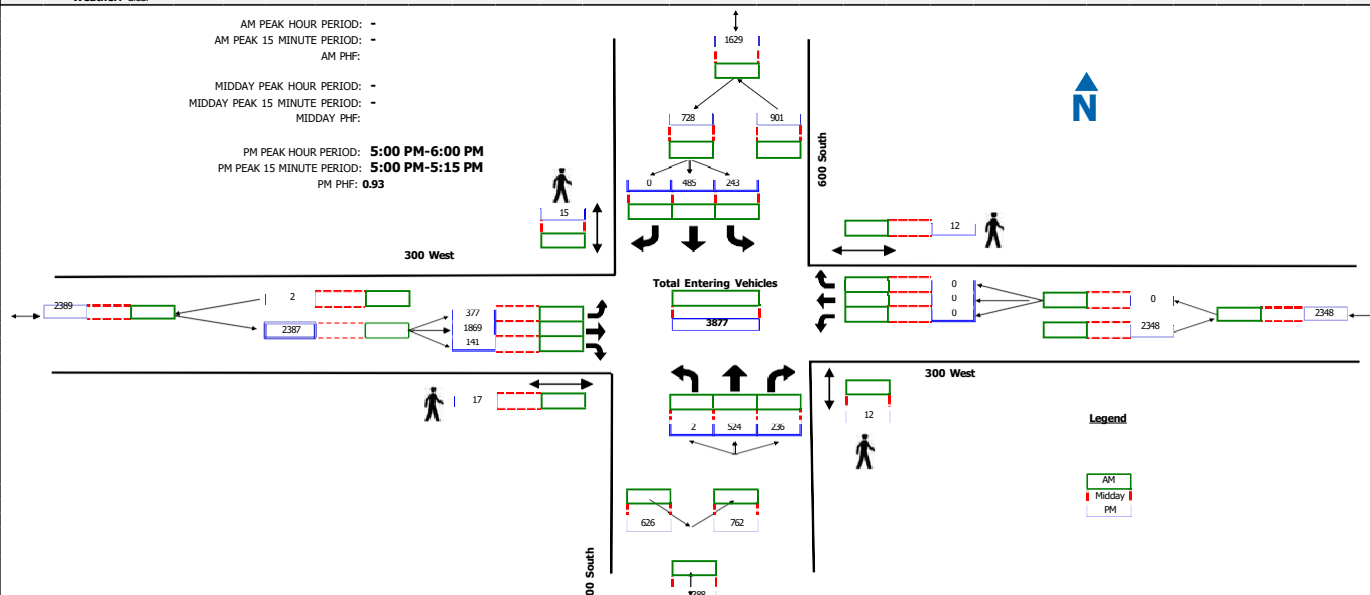 AM PEAK HOUR PERIOD: -
AM PEAK 15 MINUTE PERIOD: -
AM PHF:
MIDDAY PEAK HOUR PERIOD: -
MIDDAY PEAK 15 MINUTE PERIOD: -
MIDDAY PHF:
PM PEAK HOUR PERIOD: 5:00 PM-6:00 PM
PM PEAK 15 MINUTE PERIOD: 5:00 PM-5:15 PM
PM PHF: 0.93
1629
N
728 901
600 South
0 485 243
15
12
300 West
Total Entering Vehicles
3877
2389
2
2387
377
1869
141
0
0
0
0
2348
2348
300 West
17
12
2 524 236
Legend
AM
Midday
PM
626 762
00 South